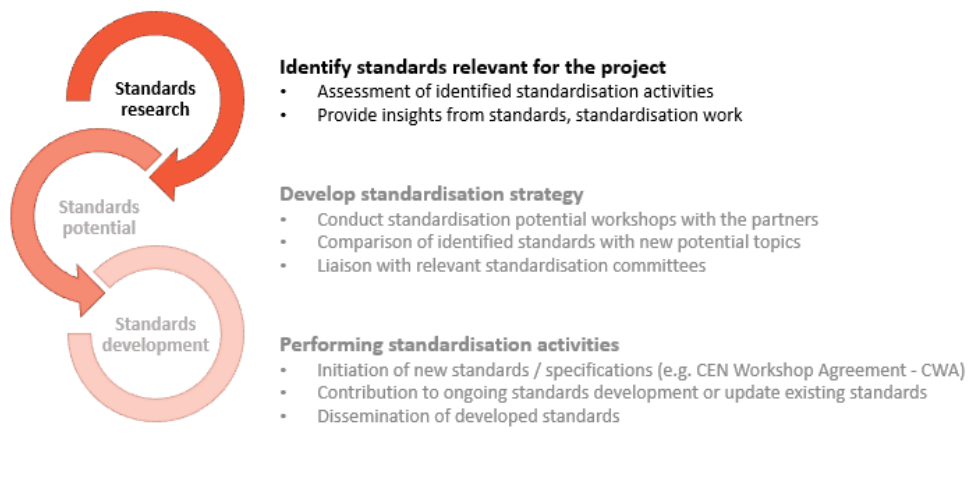 Standards
research
Identify standards relevant for the project
• Assessment of identified standardisation activities
• Provide insights from standards, standardisation work
Standards
potential
Develop standardisation strategy
• Conduct standardisation potential workshops with the partners
• Comparison of identified standards with new potential topics
• Liaison with relevant standardisation committees
Standards
development
Performing standardisation activities
• Initiation of new standards / specifications (e.g. CEN Workshop Agreement - CWA)
• Contribution to ongoing standards development or update existing standards
• Dissemination of developed standards